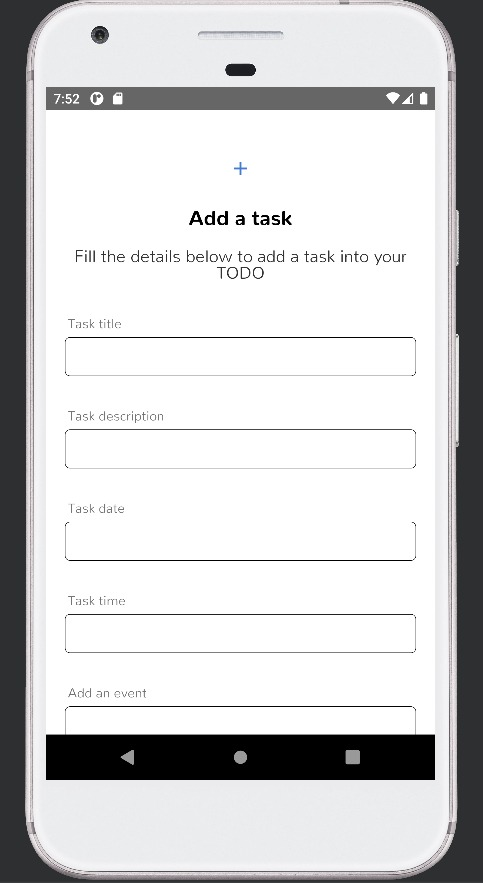 7:52
Add a task
Fill the details below to add a task into your
TODO
Task title
Task description
Task date
Task time
Add an event